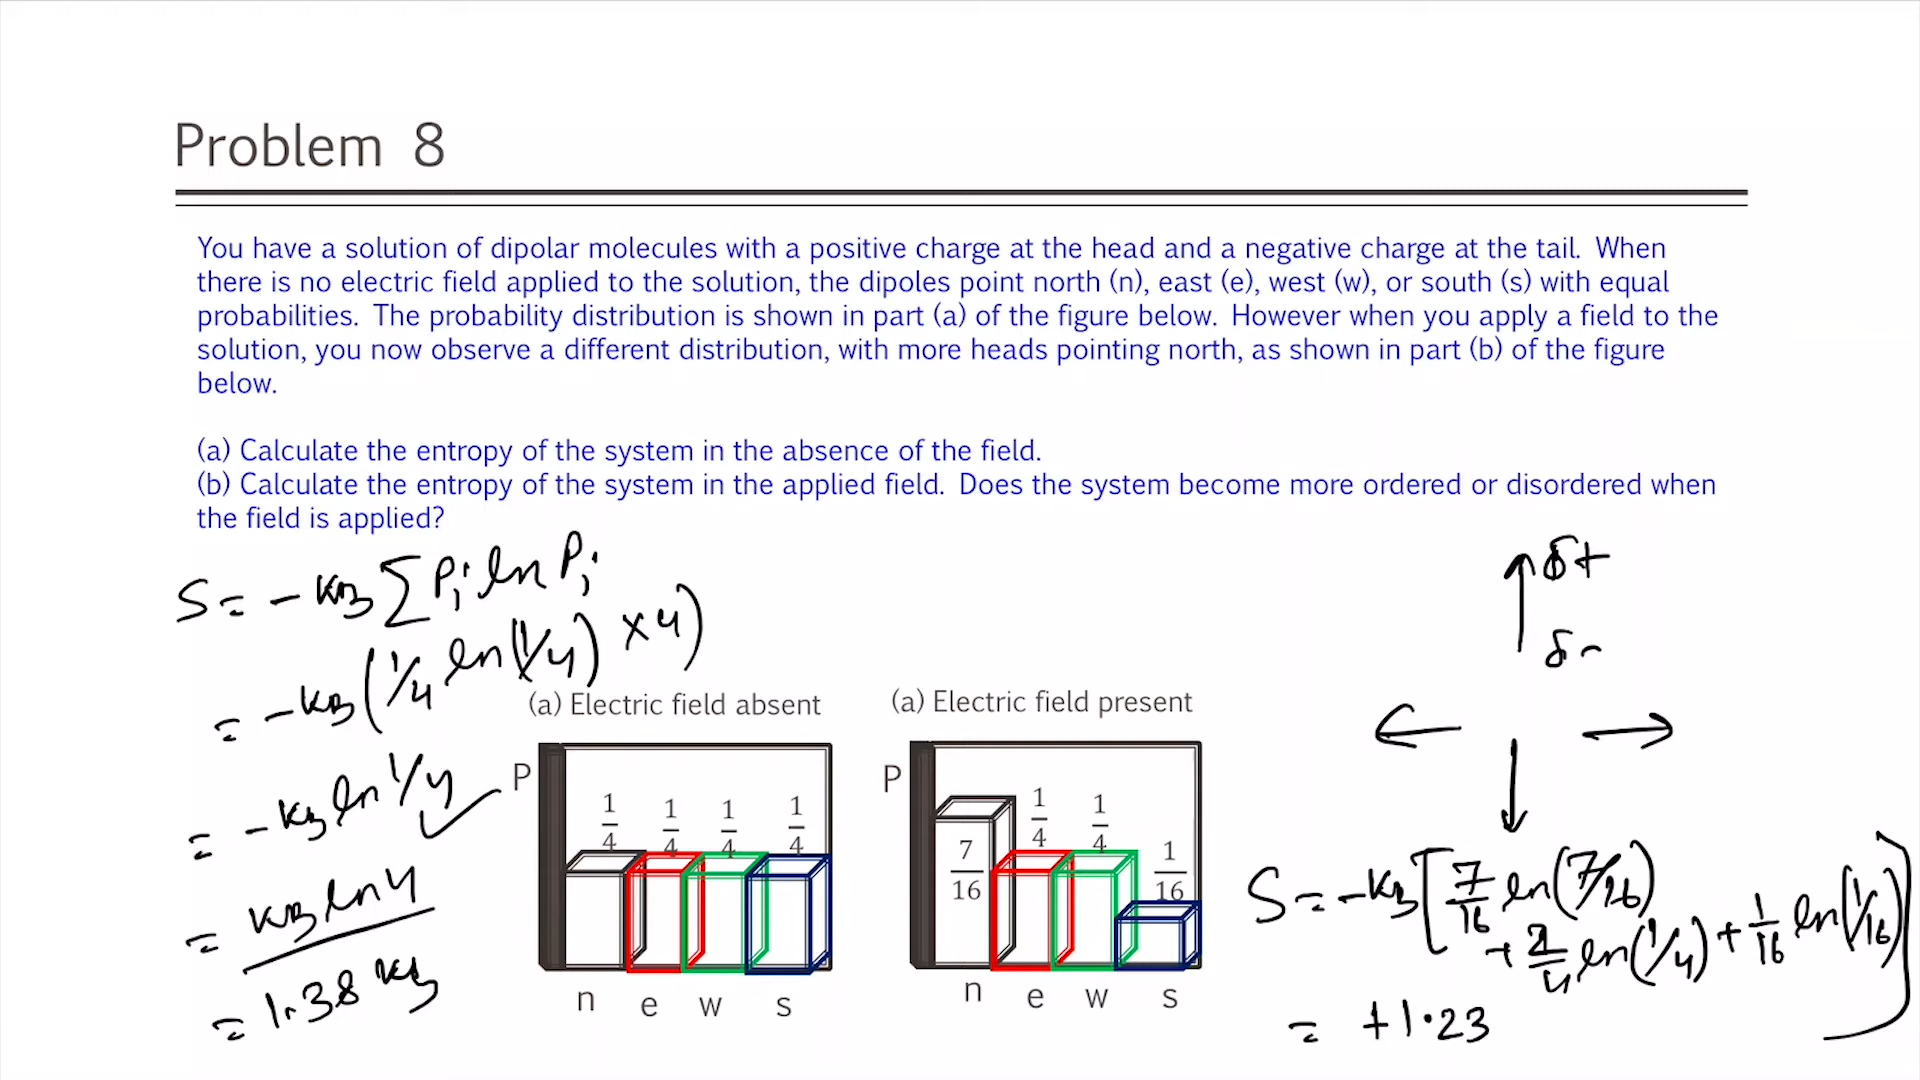 Problem 8
You have a solution of dipolar molecules with a positive charge at the head and a negative charge at the tail. When
there is no electric field applied to the solution, the dipoles point north (n), east (e), west (w), or south (s) with equal
probabilities. The probability distribution is shown in part (a) of the figure below. However when you apply a field to the
solution, you now observe a different distribution, with more heads pointing north, as shown in part (b) of the figure
below.
(a) Calculate the entropy of the system in the absence of the field.
(b) Calculate the entropy of the system in the applied field. Does the system become more ordered or disordered when
the field is applied?
S = - kB ∑ Pi ln Pi
= - kB (1/4 ln(1/4) × 4)
= - kB ln 1/4
= kB ln 4
= 1.38 kB
(a) Electric field absent
P
1/4 1/4 1/4 1/4
n e w s
(a) Electric field present
P
7/16 1/4 1/4 1/16
n e w s
δ+
δ-
S = - kB [7/16 ln(7/16)
+ 2/4 ln(1/4) + 1/16 ln(1/16)]
= +1.23